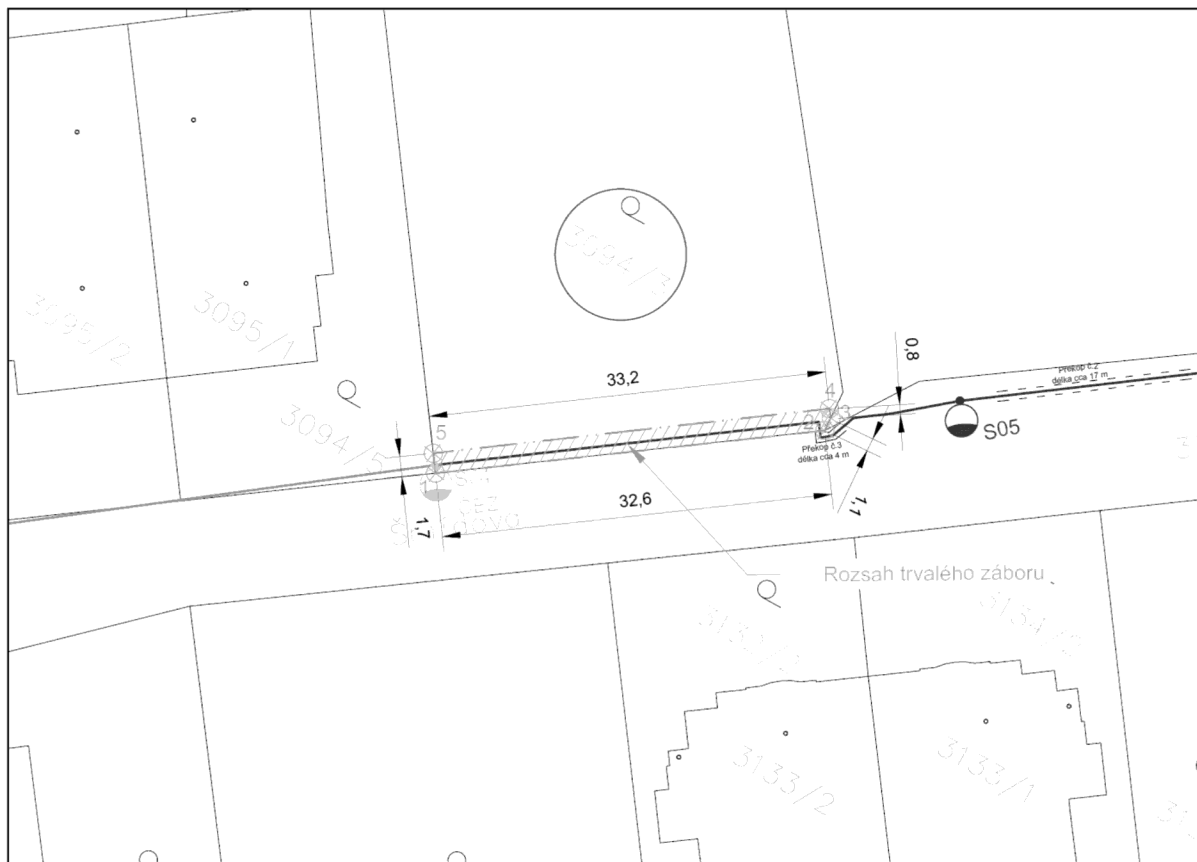 3094/3
3095/2
3095/1
3094/5
33,2
0,8
Překop č.2
délka cca 17 m
4
3
2
5
1
S05
Překop č.3
délka cca 4 m
32,6
1,1
1,7
Rozsah trvalého záboru
3133/2
3133/1